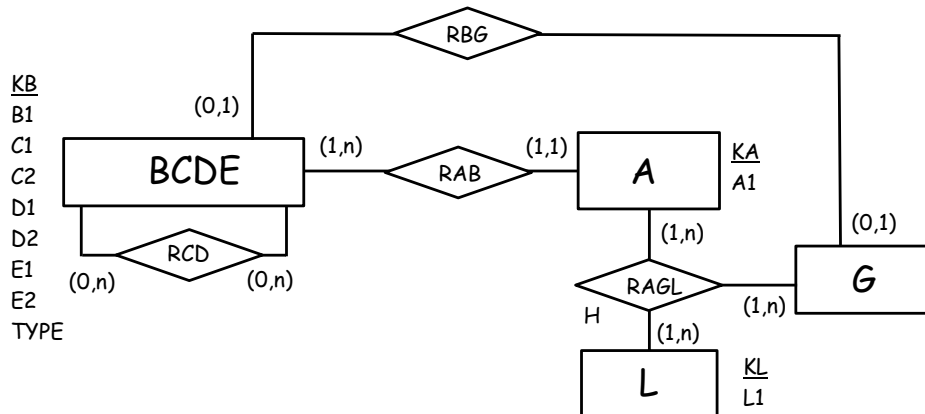 RBG
KB
B1
C1
C2
D1
D2
E1
E2
TYPE
(0,1)
(1,n)
(1,1)
BCDE
RAB
A
KA
A1
RCD
(0,n)
(0,n)
(1,n)
(0,1)
RAGL
H
(1,n)
G
(1,n)
L
KL
L1